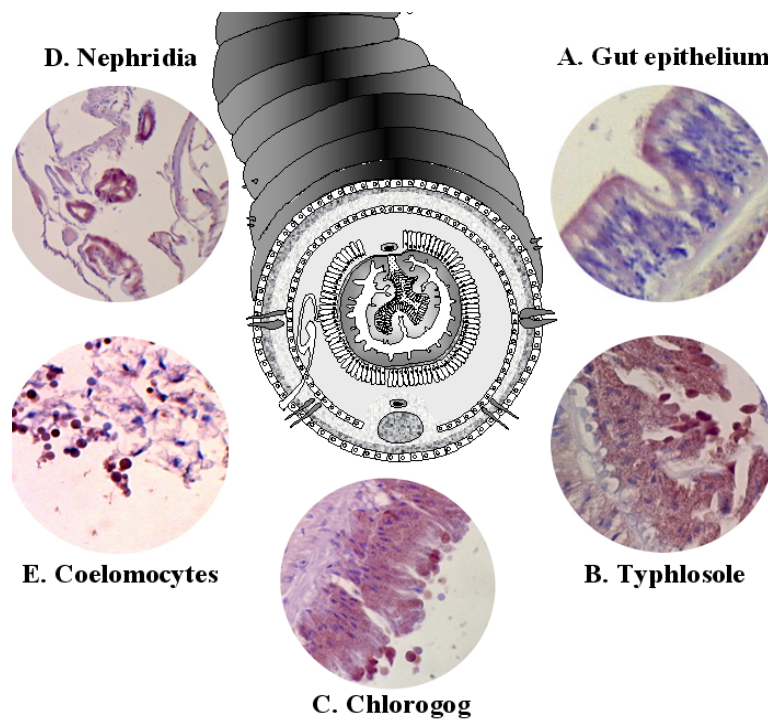 D. Nephridia
A. Gut epithelium
E. Coelomocytes
B. Typhlosole
C. Chlorogog